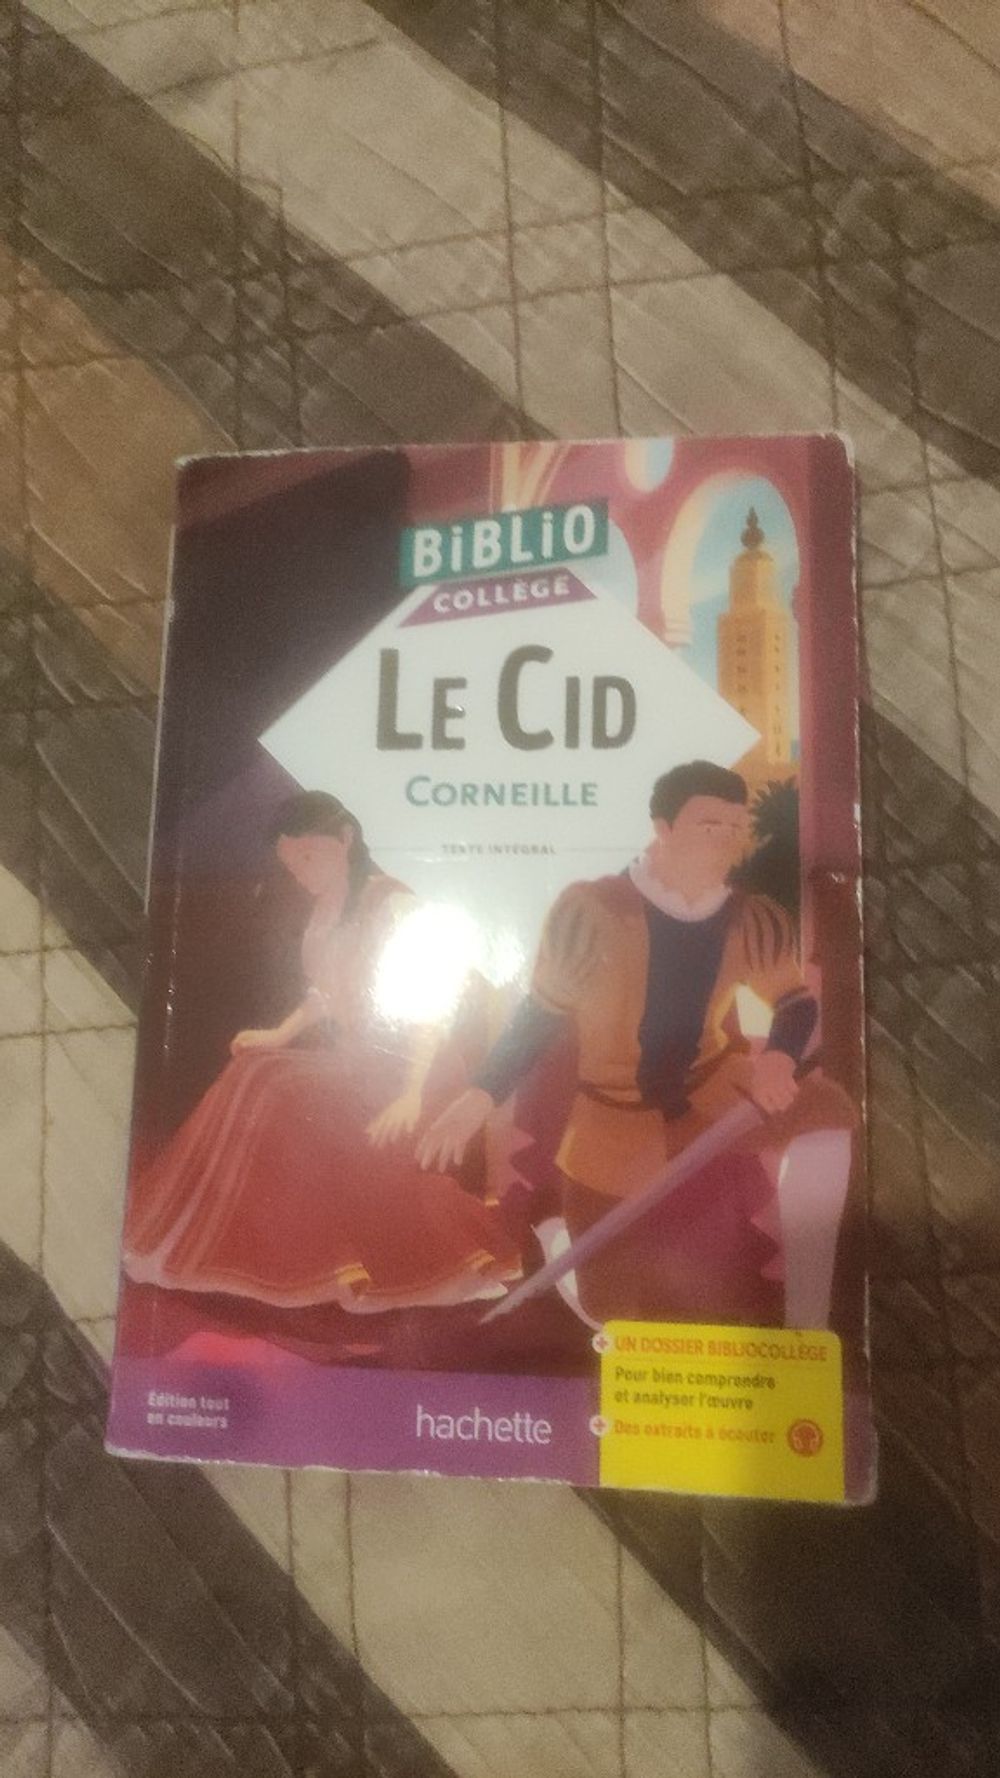 BiBLiO
COLLÈGE
LE CID
CORNEILLE
TEXTE INTÉGRAL
Édition tout
en couleurs
hachette
+ UN DOSSIER BIBLIOCOLLÈGE
Pour bien comprendre
et analyser l'œuvre
+ Des extraits à écouter